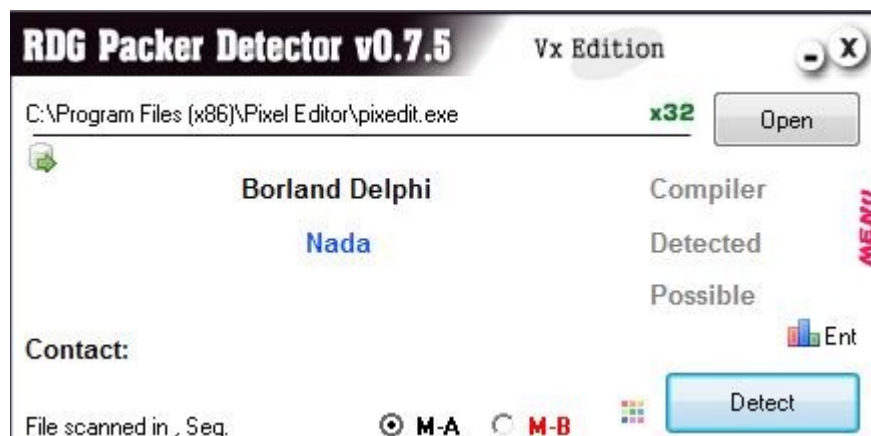 RDG Packer Detector v0.7.5 Vx Edition - X
C:\Program Files (x86)\Pixel Editor\pixedit.exe x32 Open
Borland Delphi Compiler
MENU
Nada Detected
Possible
Ent
Contact:
Detect
File scanned in , Seg. M-A M-B